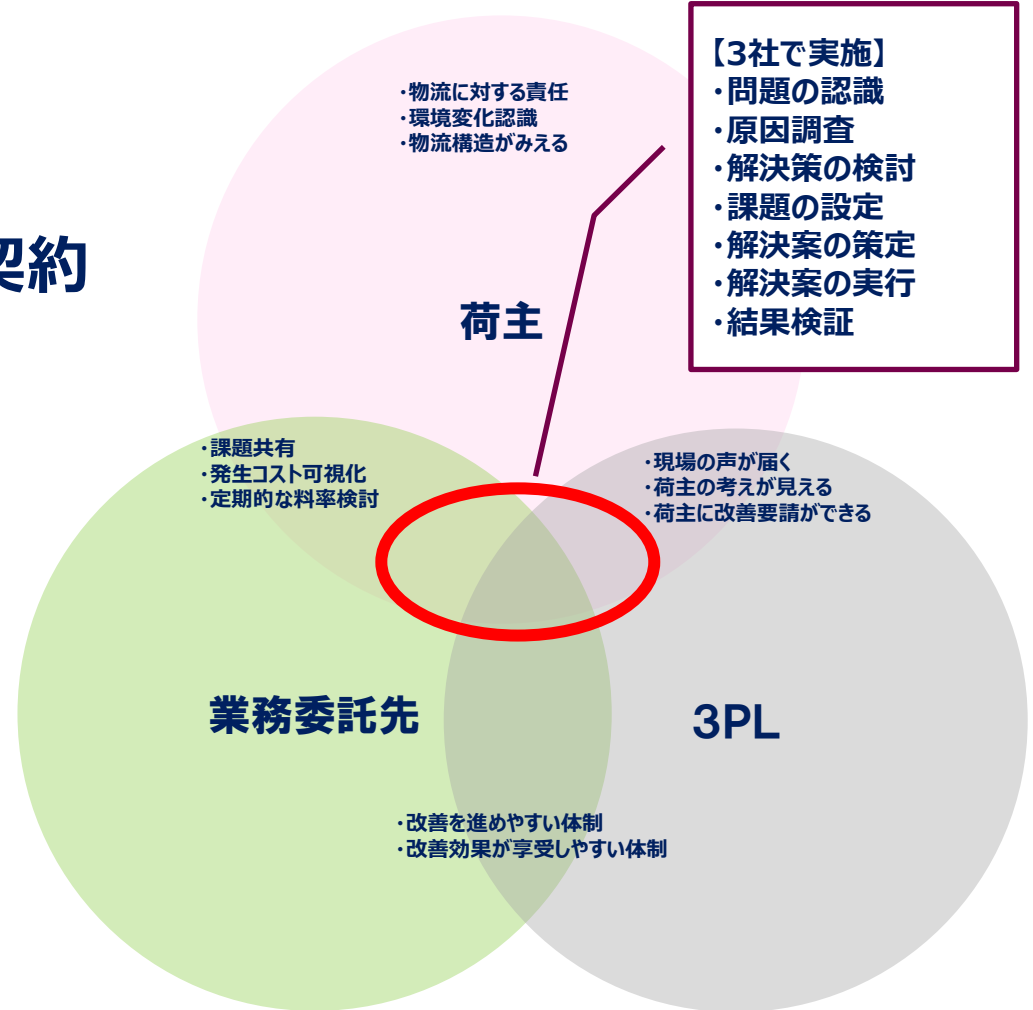 【3社で実施】
・問題の認識
・原因調査
・解決策の検討
・課題の設定
・解決案の策定
・解決案の実行
・結果検証
・物流に対する責任
・環境変化認識
・物流構造がみえる
契約
荷主
・課題共有
・発生コスト可視化
・定期的な料率検討
・現場の声が届く
・荷主の考えが見える
・荷主に改善要請ができる
業務委託先
3PL
・改善を進めやすい体制
・改善効果が享受しやすい体制